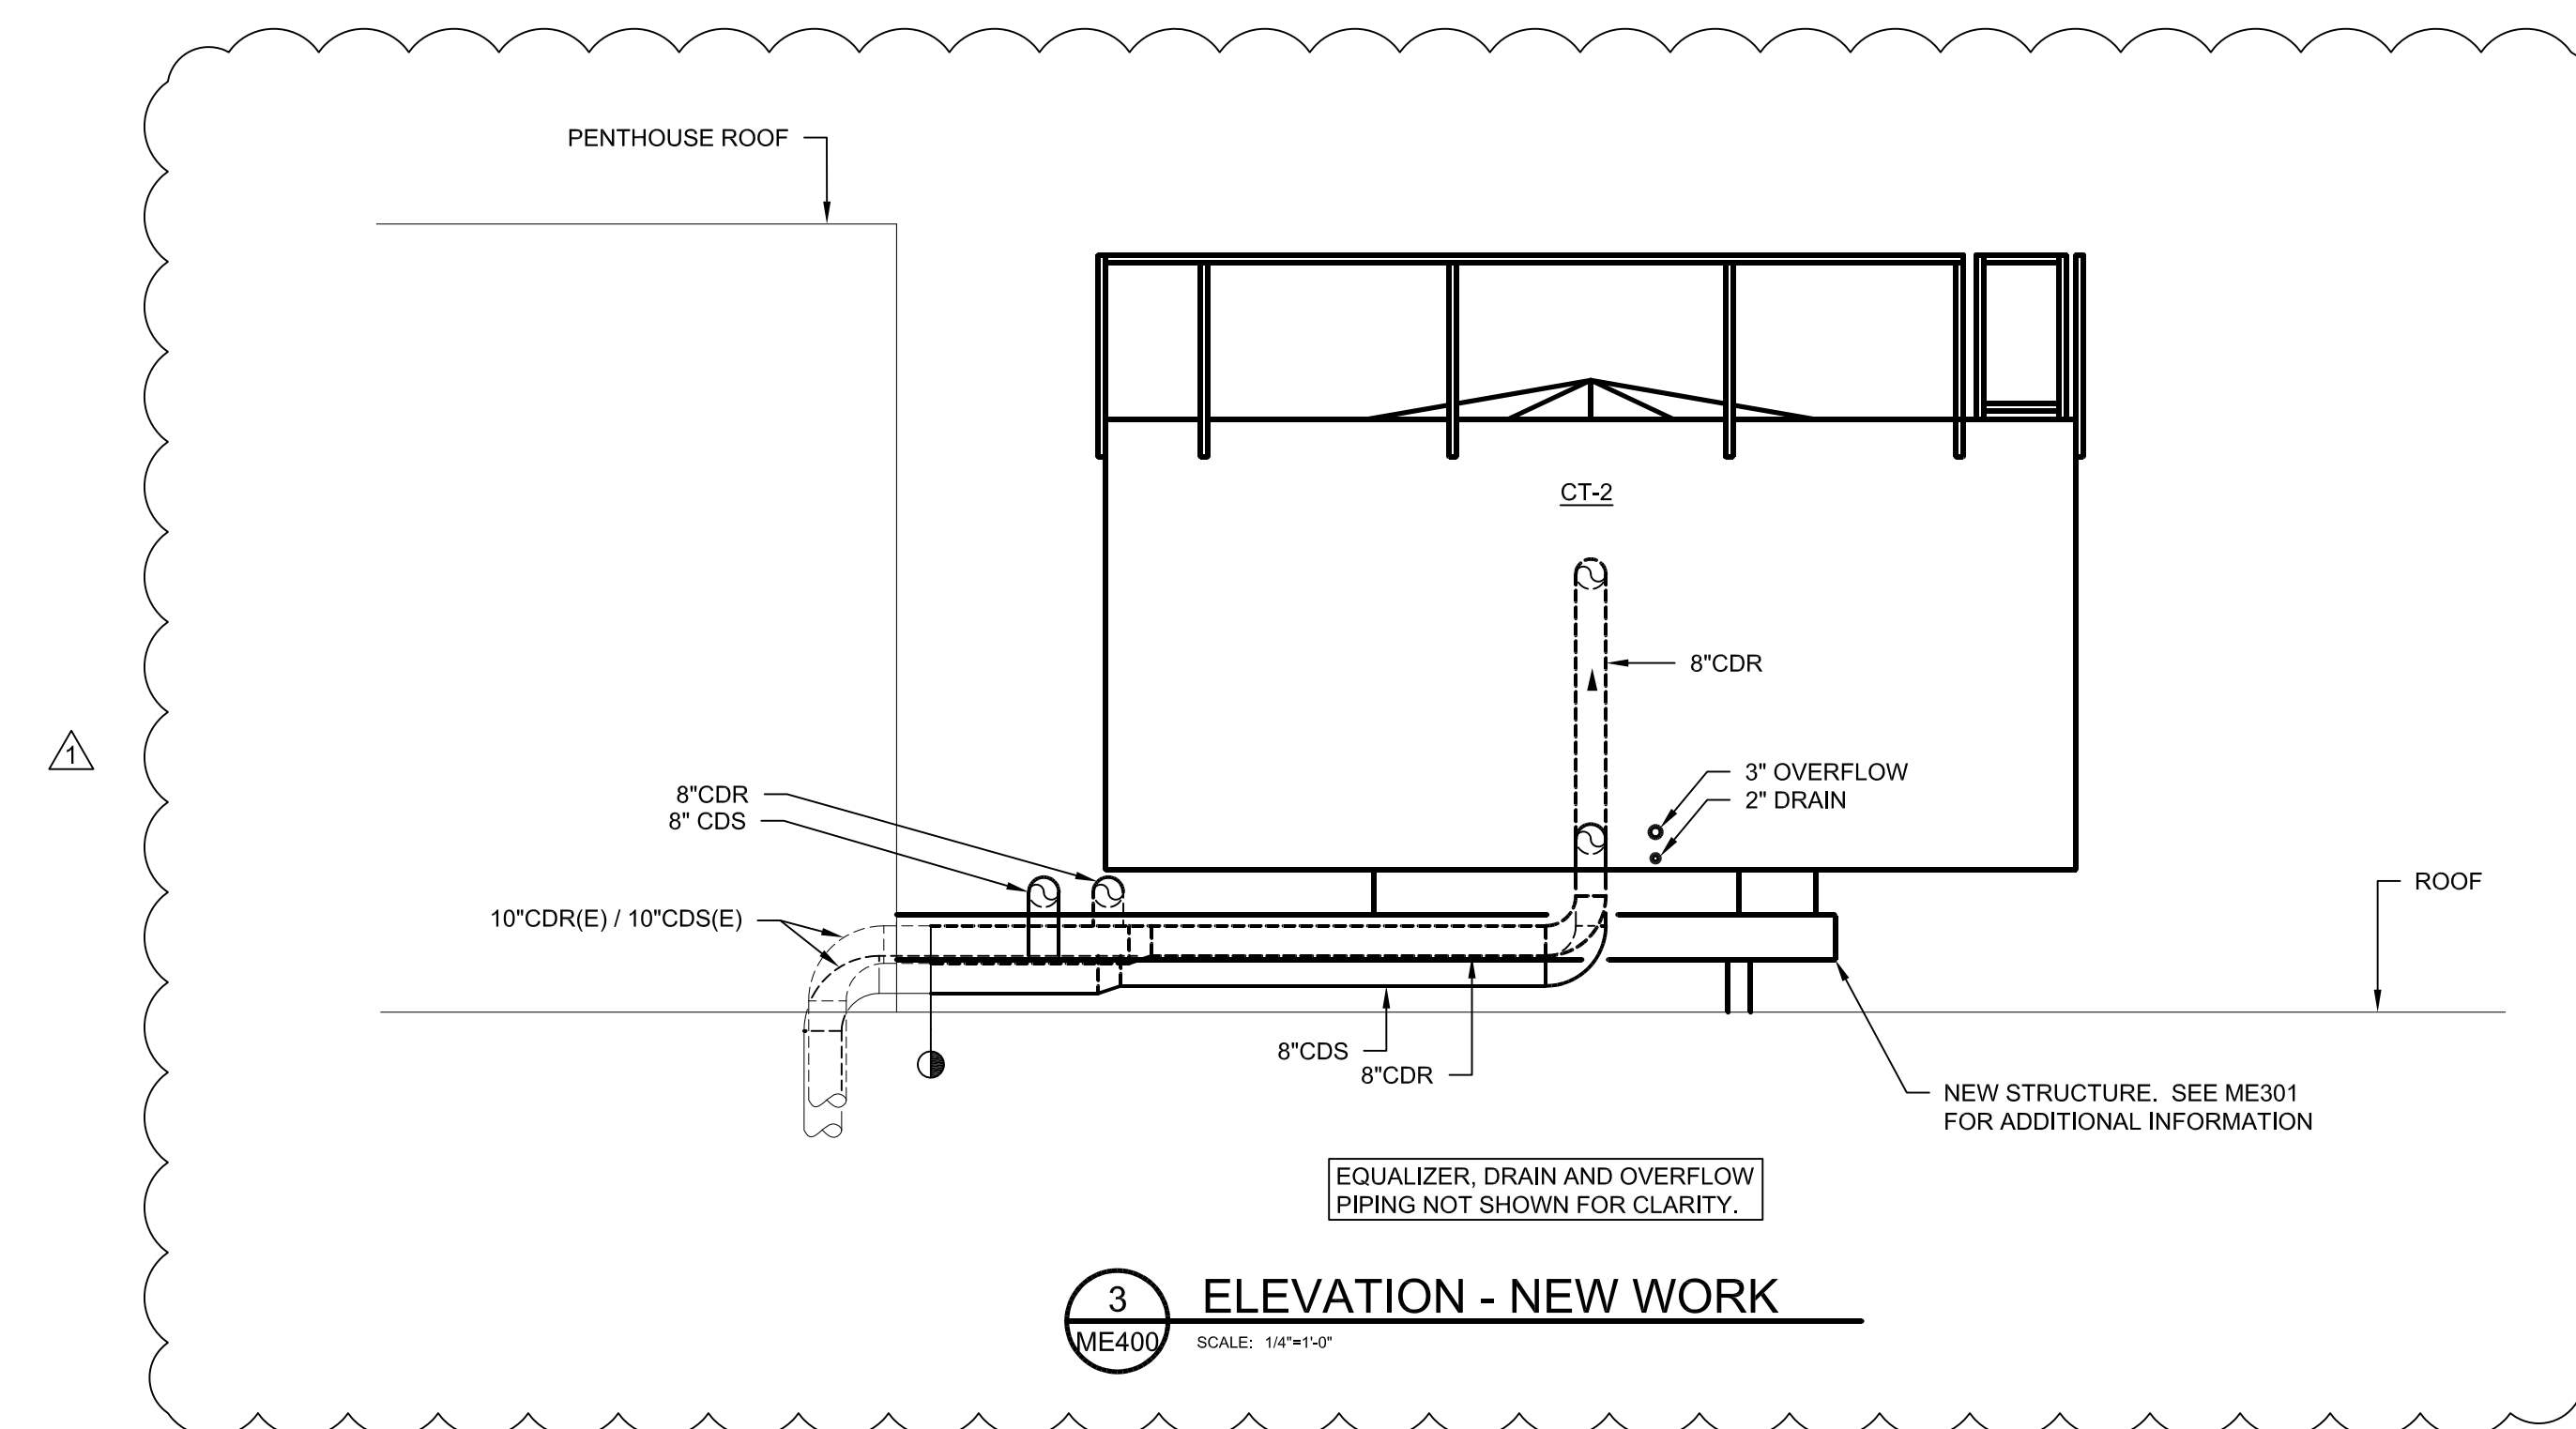 PENTHOUSE ROOF
CT-2
8"CDR
1
3" OVERFLOW
2" DRAIN
8"CDR
8" CDS
ROOF
10"CDR(E) / 10"CDS(E)
8"CDS
8"CDR
NEW STRUCTURE. SEE ME301
FOR ADDITIONAL INFORMATION
EQUALIZER, DRAIN AND OVERFLOW
PIPING NOT SHOWN FOR CLARITY.
3
ME400
ELEVATION - NEW WORK
SCALE: 1/4"=1'-0"